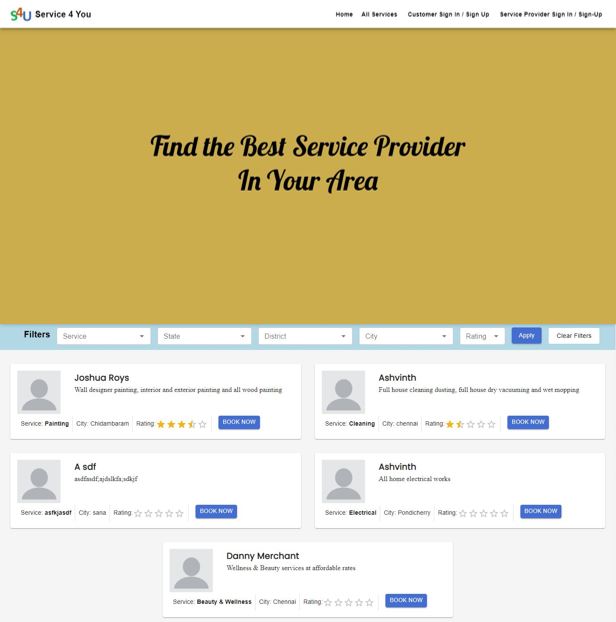 S4U Service 4 You
Home All Services Customer Sign In / Sign Up Service Provider Sign In / Sign-Up
Find the Best Service Provider
In Your Area
Filters Service State District City Rating Apply Clear Filters
Joshua Roys
Wall designer painting, interior and exterior painting and all wood painting
Service: Painting City: Chidambaram Rating: BOOK NOW
Ashvinth
Full house cleaning dusting, full house dry vacuuming and wet mopping
Service: Cleaning City: chennai Rating: BOOK NOW
A sdf
asdfasdf;ajdslkfa;sdkjf
Service: asfkjasdf City: sana Rating: BOOK NOW
Ashvinth
All home electrical works
Service: Electrical City: Pondicherry Rating: BOOK NOW
Danny Merchant
Wellness & Beauty services at affordable rates
Service: Beauty & Wellness City: Chennai Rating: BOOK NOW